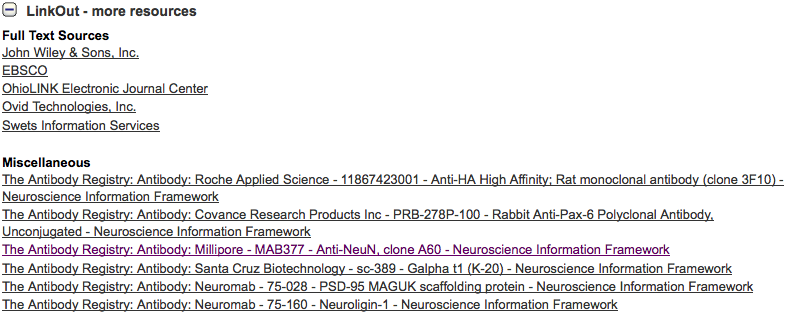 LinkOut - more resources
Full Text Sources
John Wiley & Sons, Inc.
EBSCO
OhioLINK Electronic Journal Center
Ovid Technologies, Inc.
Swets Information Services
Miscellaneous
The Antibody Registry: Antibody: Roche Applied Science - 11867423001 - Anti-HA High Affinity; Rat monoclonal antibody (clone 3F10) -
Neuroscience Information Framework
The Antibody Registry: Antibody: Covance Research Products Inc - PRB-278P-100 - Rabbit Anti-Pax-6 Polyclonal Antibody,
Unconjugated - Neuroscience Information Framework
The Antibody Registry: Antibody: Millipore - MAB377 - Anti-NeuN, clone A60 - Neuroscience Information Framework
The Antibody Registry: Antibody: Santa Cruz Biotechnology - sc-389 - Galpha t1 (K-20) - Neuroscience Information Framework
The Antibody Registry: Antibody: Neuromab - 75-028 - PSD-95 MAGUK scaffolding protein - Neuroscience Information Framework
The Antibody Registry: Antibody: Neuromab - 75-160 - Neuroligin-1 - Neuroscience Information Framework